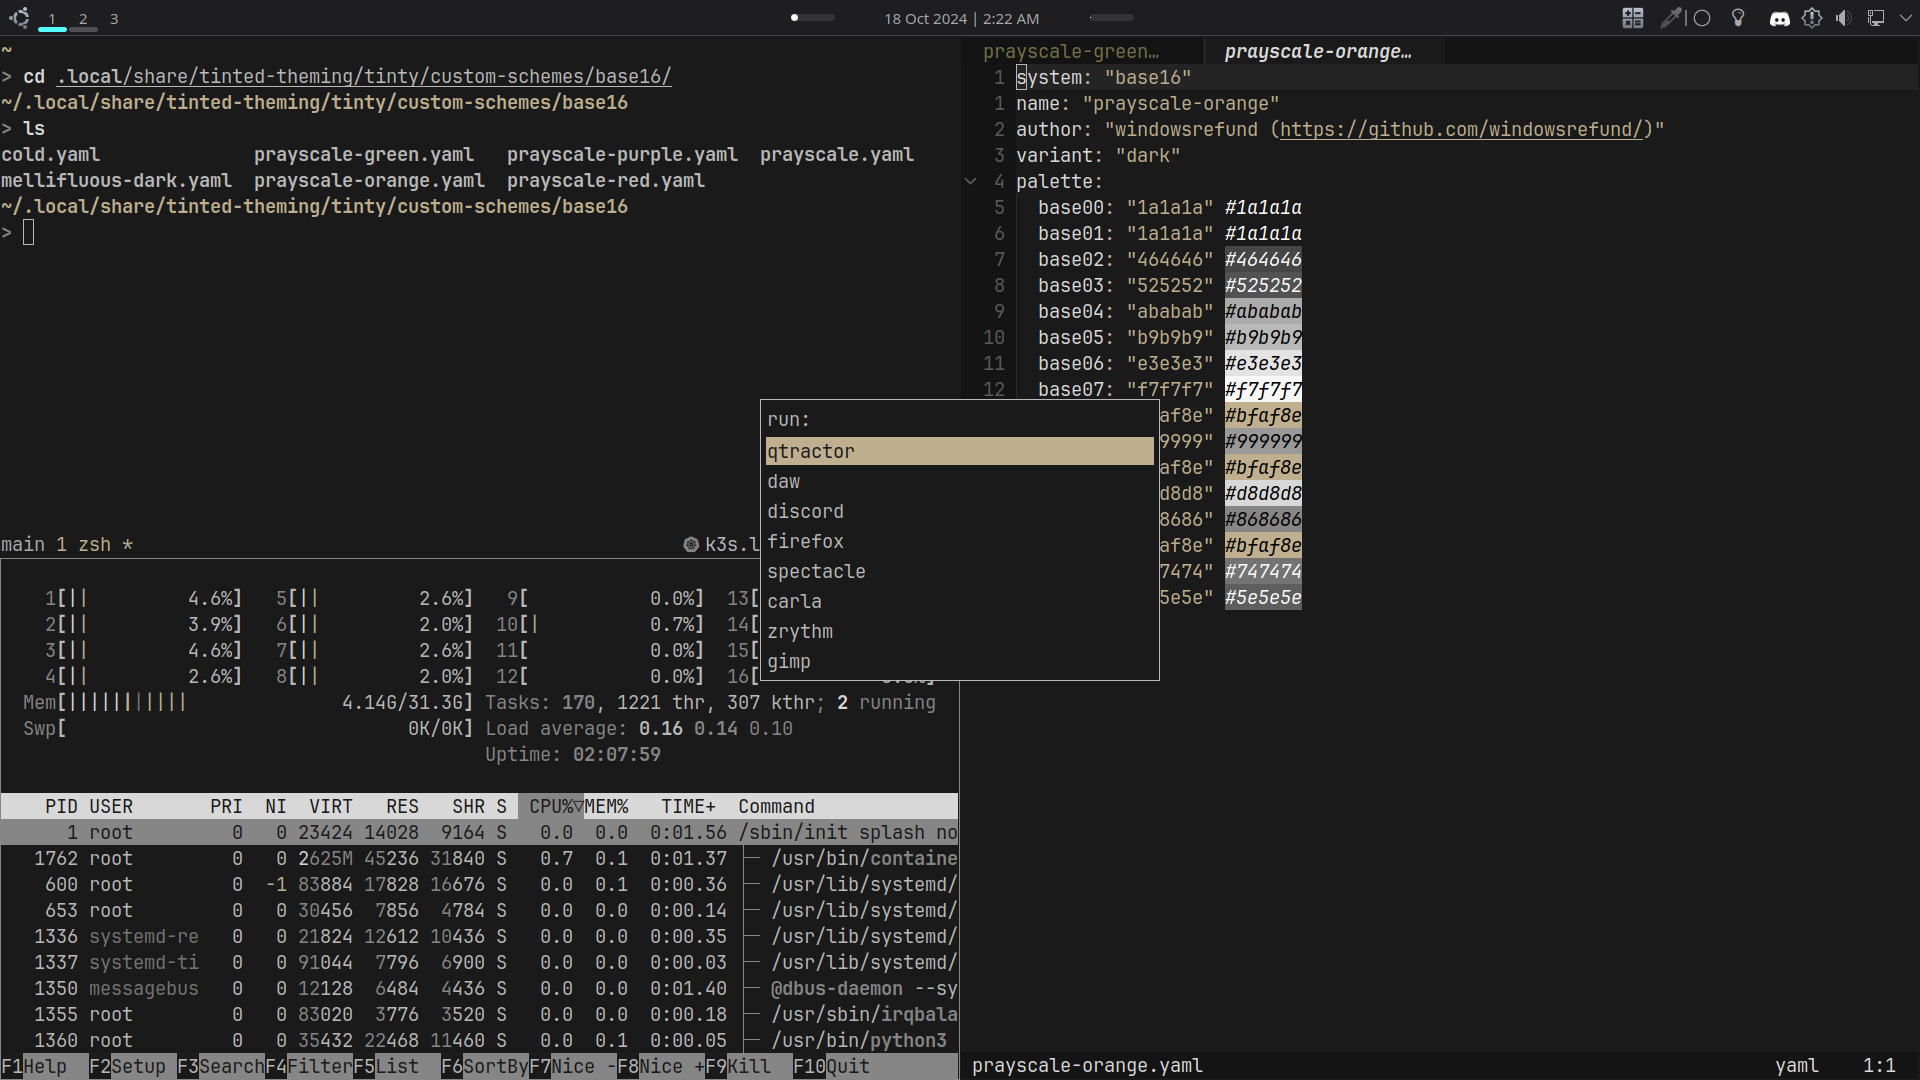 1 2 3 18 Oct 2024 | 2:22 AM
~
> cd .local/share/tinted-theming/tinty/custom-schemes/base16/
~/.local/share/tinted-theming/tinty/custom-schemes/base16
> ls
cold.yaml prayscale-green.yaml prayscale-purple.yaml prayscale.yaml
mellifluous-dark.yaml prayscale-orange.yaml prayscale-red.yaml
~/.local/share/tinted-theming/tinty/custom-schemes/base16
>
main 1 zsh * k3s.l
prayscale-green… prayscale-orange…
1 system: "base16"
1 name: "prayscale-orange"
2 author: "windowsrefund (https://github.com/windowsrefund/)"
3 variant: "dark"
4 palette:
5 base00: "1a1a1a" #1a1a1a
6 base01: "1a1a1a" #1a1a1a
7 base02: "464646" #464646
8 base03: "525252" #525252
9 base04: "ababab" #ababab
10 base05: "b9b9b9" #b9b9b9
11 base06: "e3e3e3" #e3e3e3
12 base07: "f7f7f7" #f7f7f7
af8e" #bfaf8e
9999" #999999
af8e" #bfaf8e
d8d8" #d8d8d8
8686" #868686
af8e" #bfaf8e
7474" #747474
5e5e" #5e5e5e
run:
qtractor
daw
discord
firefox
spectacle
carla
zrythm
gimp
1[|| 4.6%] 5[|| 2.6%] 9[ 0.0%] 13[
2[|| 3.9%] 6[|| 2.0%] 10[| 0.7%] 14[
3[|| 4.6%] 7[|| 2.6%] 11[ 0.0%] 15[
4[|| 2.6%] 8[|| 2.0%] 12[ 0.0%] 16[
Mem[||||||||||| 4.14G/31.3G] Tasks: 170, 1221 thr, 307 kthr; 2 running
Swp[ 0K/0K] Load average: 0.16 0.14 0.10
Uptime: 02:07:59
PID USER PRI NI VIRT RES SHR S CPU%▽MEM% TIME+ Command
1 root 0 0 23424 14028 9164 S 0.0 0.0 0:01.56 /sbin/init splash no
1762 root 0 0 2625M 45236 31840 S 0.7 0.1 0:01.37 ├─ /usr/bin/containe
600 root 0 -1 83884 17828 16676 S 0.0 0.1 0:00.36 ├─ /usr/lib/systemd/
653 root 0 0 30456 7856 4784 S 0.0 0.0 0:00.14 ├─ /usr/lib/systemd/
1336 systemd-re 0 0 21824 12612 10436 S 0.0 0.0 0:00.35 ├─ /usr/lib/systemd/
1337 systemd-ti 0 0 91044 7796 6900 S 0.0 0.0 0:00.03 ├─ /usr/lib/systemd/
1350 messagebus 0 0 12128 6484 4436 S 0.0 0.0 0:01.40 ├─ @dbus-daemon --sy
1355 root 0 0 83020 3776 3520 S 0.0 0.0 0:00.18 ├─ /usr/sbin/irqbala
1360 root 0 0 35432 22468 11460 S 0.0 0.1 0:00.05 ├─ /usr/bin/python3
F1Help F2Setup F3SearchF4FilterF5List F6SortByF7Nice -F8Nice +F9Kill F10Quit
prayscale-orange.yaml yaml 1:1